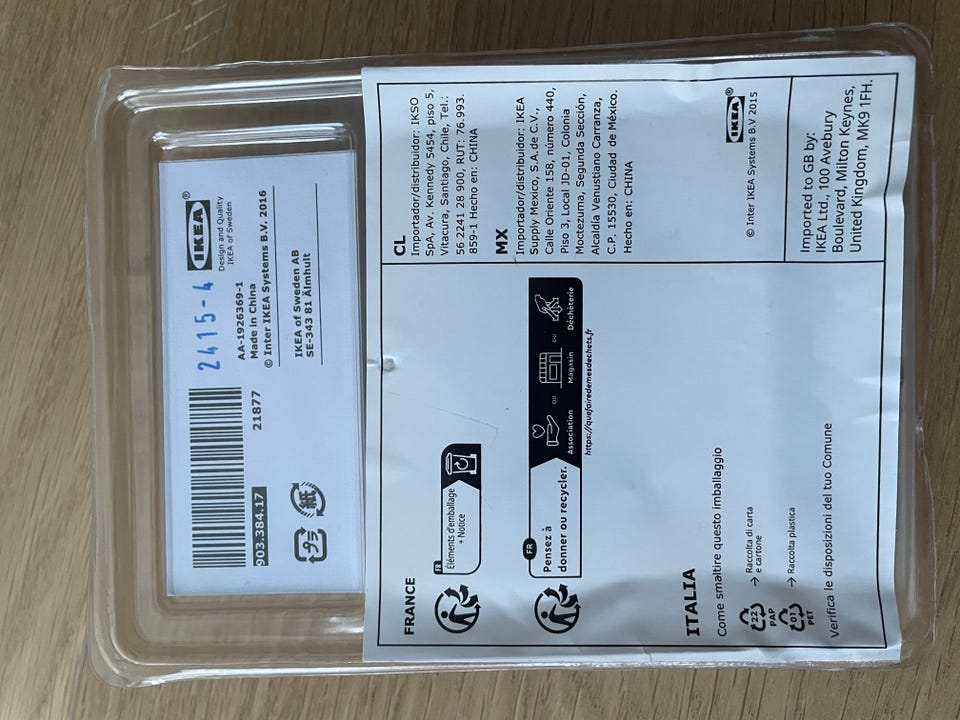 903.384.17
プラ
紙
21877
2415-4
AA-1926369-1
Made in China
© Inter IKEA Systems B.V. 2016
IKEA of Sweden AB
SE-343 81 Älmhult
IKEA®
Design and Quality
IKEA of Sweden
FRANCE
FR
Éléments d'emballage
+ Notice
FR
Pensez à
donner ou recycler.
Association
OU
Magasin
OU
Déchèterie
https://quefairedemesdechets.fr
ITALIA
Come smaltire questo imballaggio
22
PAP
→ Raccolta di carta
e cartone
01
PET
→ Raccolta plastica
Verifica le disposizioni del tuo Comune
CL
Importador/distribuidor: IKSO
SpA, Av. Kennedy 5454, piso 5,
Vitacura, Santiago, Chile, Tel.:
56 2241 28 900, RUT: 76.993.
859-1 Hecho en: CHINA
MX
Importador/distribuidor: IKEA
Supply Mexico, S.A. de C.V.,
Calle Oriente 158, número 440,
Piso 3, Local JD-01, Colonia
Moctezuma, Segunda Sección,
Alcaldía Venustiano Carranza,
C.P. 15530, Ciudad de México.
Hecho en: CHINA
IKEA
© Inter IKEA Systems B.V 2015
Imported to GB by:
IKEA Ltd., 100 Avebury
Boulevard, Milton Keynes,
United Kingdom, MK9 1FH.